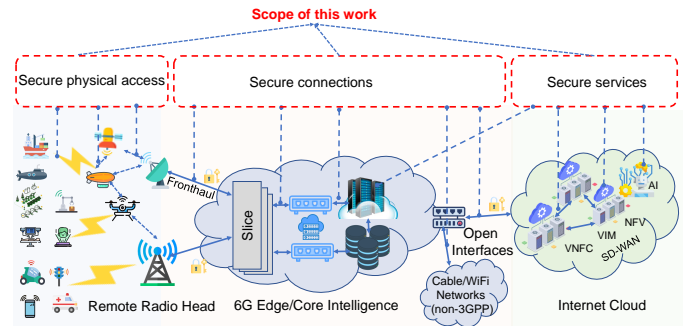 Scope of this work
Secure physical access
Secure connections
Secure services
Fronthaul
Slice
AI
Open
Interfaces
NFV
VIM
VNFC
SD-WAN
Cable/WiFi
Networks
(non-3GPP)
Remote Radio Head
6G Edge/Core Intelligence
Internet Cloud